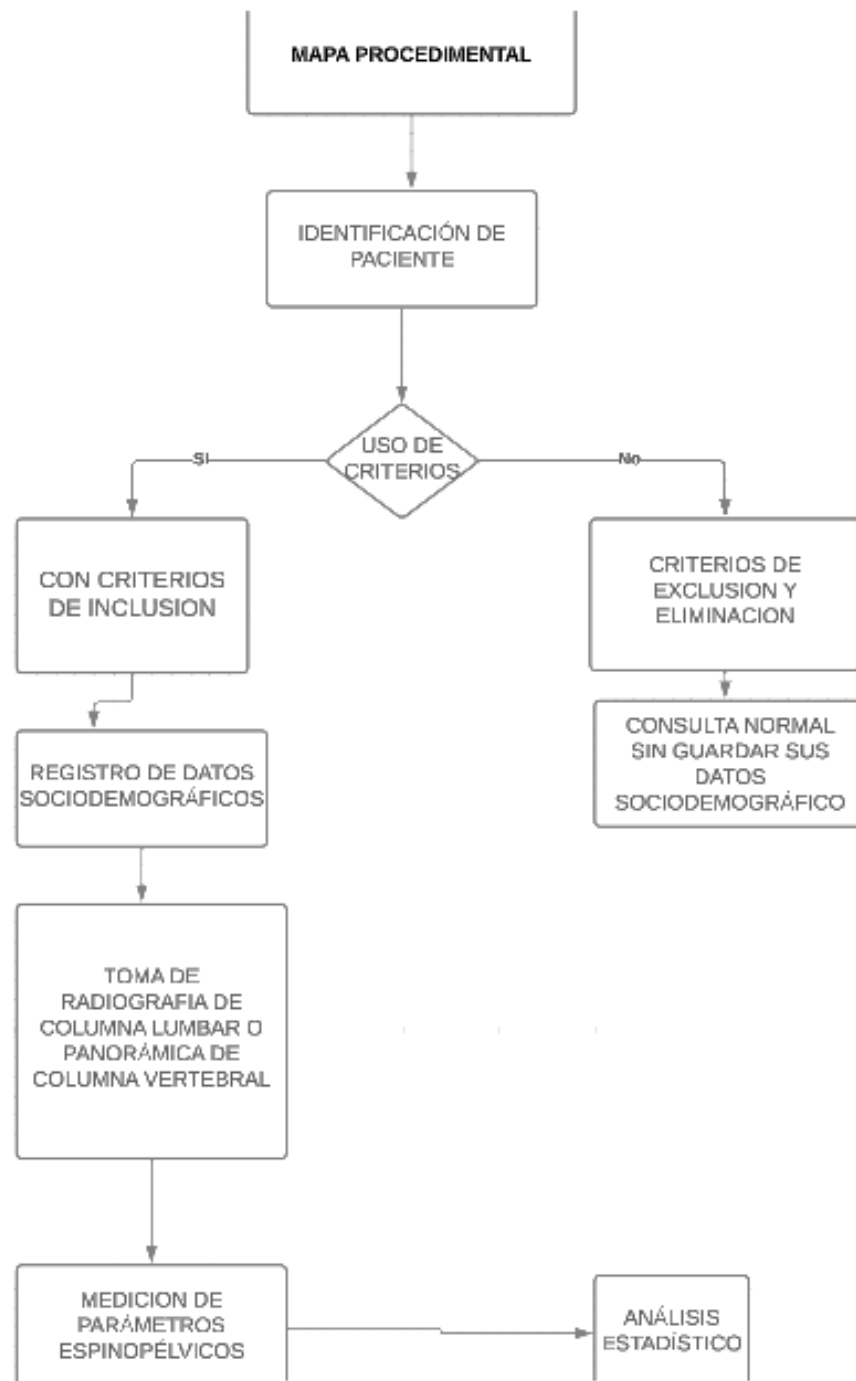 MAPA PROCEDIMENTAL
IDENTIFICACIÓN DE
PACIENTE
USO DE
CRITERIOS
Si
No
CON CRITERIOS
DE INCLUSION
CRITERIOS DE
EXCLUSION Y
ELIMINACION
REGISTRO DE DATOS
SOCIODEMOGRÁFICOS
CONSULTA NORMAL
SIN GUARDAR SUS
DATOS
SOCIODEMOGRÁFICO
TOMA DE
RADIOGRAFIA DE
COLUMNA LUMBAR O
PANORÁMICA DE
COLUMNA VERTEBRAL
MEDICION DE
PARÁMETROS
ESPINOPÉLVICOS
ANÁLISIS
ESTADÍSTICO